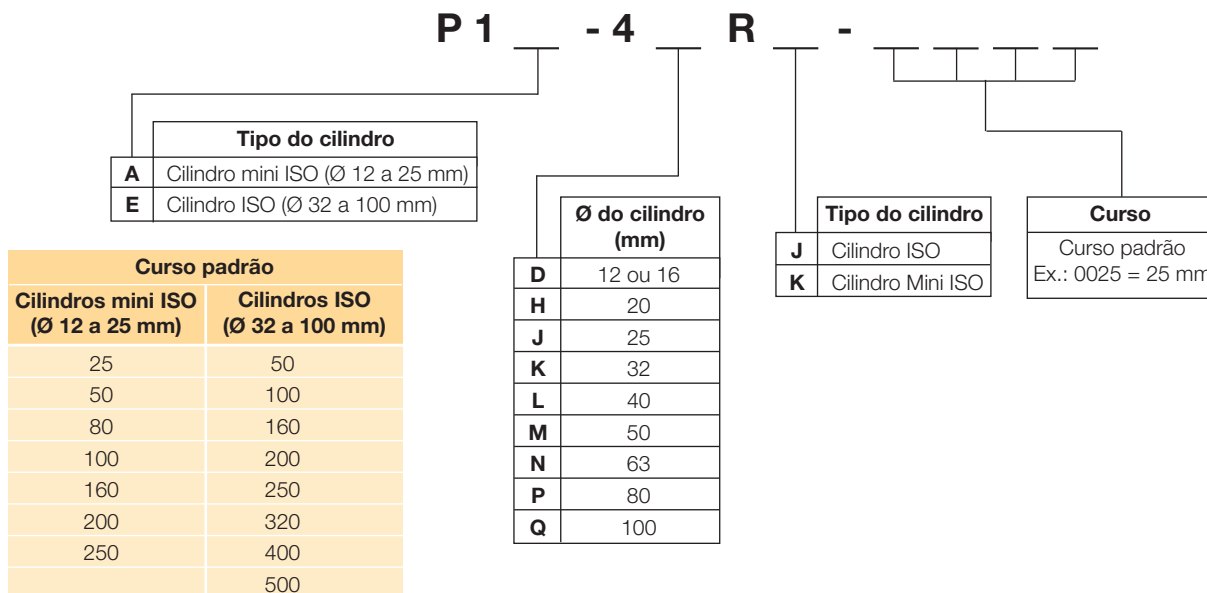 P 1 __ - 4 __ R __ - __ __ __ __
Tipo do cilindro
A Cilindro mini ISO (Ø 12 a 25 mm)
E Cilindro ISO (Ø 32 a 100 mm)
Ø do cilindro
(mm)
D 12 ou 16
H 20
J 25
K 32
L 40
M 50
N 63
P 80
Q 100
Tipo do cilindro
J Cilindro ISO
K Cilindro Mini ISO
Curso
Curso padrão
Ex.: 0025 = 25 mm
Curso padrão
Cilindros mini ISO Cilindros ISO
(Ø 12 a 25 mm) (Ø 32 a 100 mm)
25 50
50 100
80 160
100 200
160 250
200 320
250 400
500